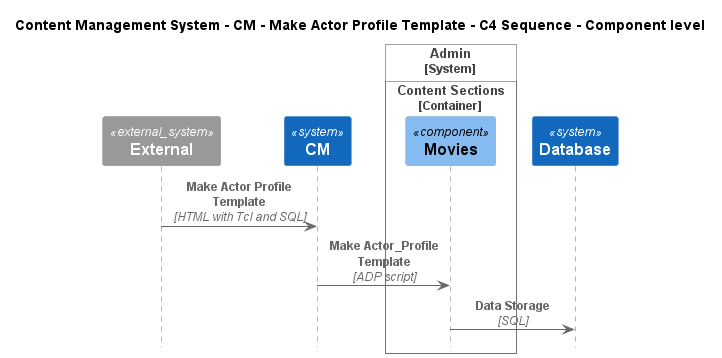 Content Management System - CM - Make Actor Profile Template - C4 Sequence - Component level
Admin
[System]
Content Sections
[Container]
«external_system»
External
«system»
CM
«component»
Movies
«system»
Database
Make Actor Profile
Template
[HTML with Tcl and SQL]
Make Actor_Profile
Template
[ADP script]
Data Storage
[SQL]